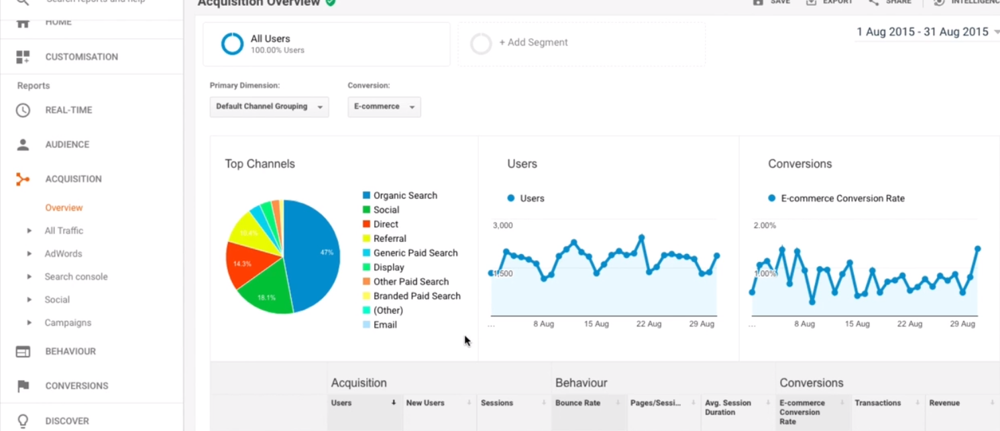 Search reports and help
Acquisition Overview
SAVE
EXPORT
SHARE
HOME
CUSTOMISATION
Reports
REAL-TIME
AUDIENCE
ACQUISITION
Overview
All Traffic
AdWords
Search console
Social
Campaigns
BEHAVIOUR
CONVERSIONS
DISCOVER
All Users
100.00% Users
+ Add Segment
1 Aug 2015 - 31 Aug 2015
Primary Dimension:
Conversion:
Default Channel Grouping
E-commerce
Top Channels
47%
18.1%
14.3%
10.4%
Organic Search
Social
Direct
Referral
Generic Paid Search
Display
Other Paid Search
Branded Paid Search
(Other)
Email
Users
Users
3,000
1,500
... 8 Aug 15 Aug 22 Aug 29 Aug
Conversions
E-commerce Conversion Rate
2.00%
1.00%
... 8 Aug 15 Aug 22 Aug 29 Aug
Acquisition
Behaviour
Conversions
Users
New Users
Sessions
Bounce Rate
Pages/Sessi...
Avg. Session
Duration
E-commerce
Conversion
Rate
Transactions
Revenue